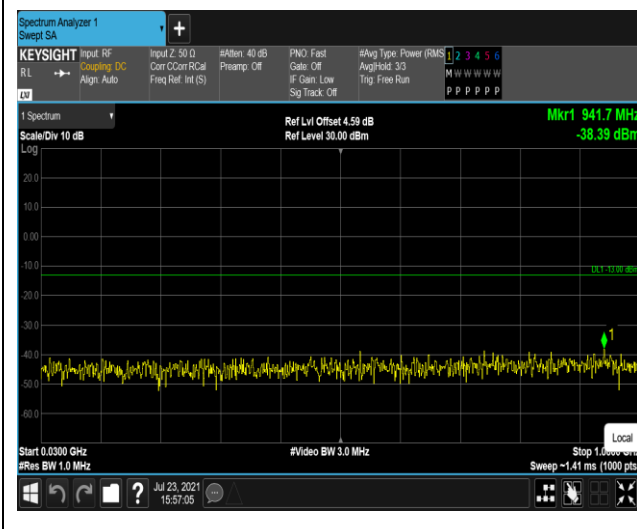 Spectrum Analyzer 1
Swept SA
+
KEYSIGHT
RL
LXI
Input: RF
Coupling: DC
Align: Auto
Input Z: 50 Ω
Corr CCorr RCal
Freq Ref: Int (S)
#Atten: 40 dB
Preamp: Off
PNO: Fast
Gate: Off
IF Gain: Low
Sig Track: Off
#Avg Type: Power (RMS
Avg|Hold: 3/3
Trig: Free Run
1 2 3 4 5 6
M W W W W W
P P P P P P
1 Spectrum
Scale/Div 10 dB
Log
Ref Lvl Offset 4.59 dB
Ref Level 30.00 dBm
Mkr1 941.7 MHz
-38.39 dBm
20.0
10.0
0.00
-10.0
DL1 -13.00 dBm
-20.0
-30.0
1
-40.0
-50.0
-60.0
Local
Start 0.0300 GHz
#Video BW 3.0 MHz
Stop 1.0000 GHz
#Res BW 1.0 MHz
Sweep ~1.41 ms (1000 pts
?
Jul 23, 2021
15:57:05